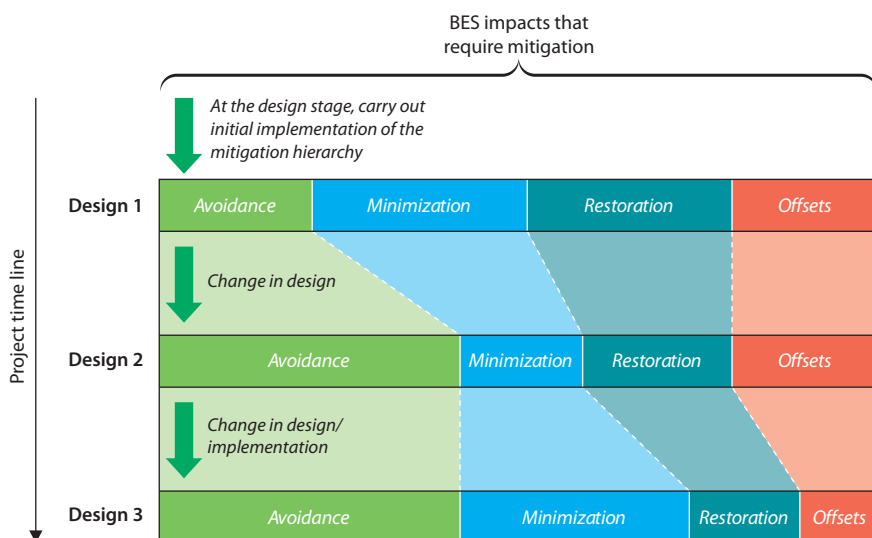 BES impacts that
require mitigation
At the design stage, carry out
initial implementation of the
mitigation hierarchy
Project time line
Design 1
Avoidance
Minimization
Restoration
Offsets
Change in design
Design 2
Avoidance
Minimization
Restoration
Offsets
Change in design/
implementation
Design 3
Avoidance
Minimization
Restoration
Offsets